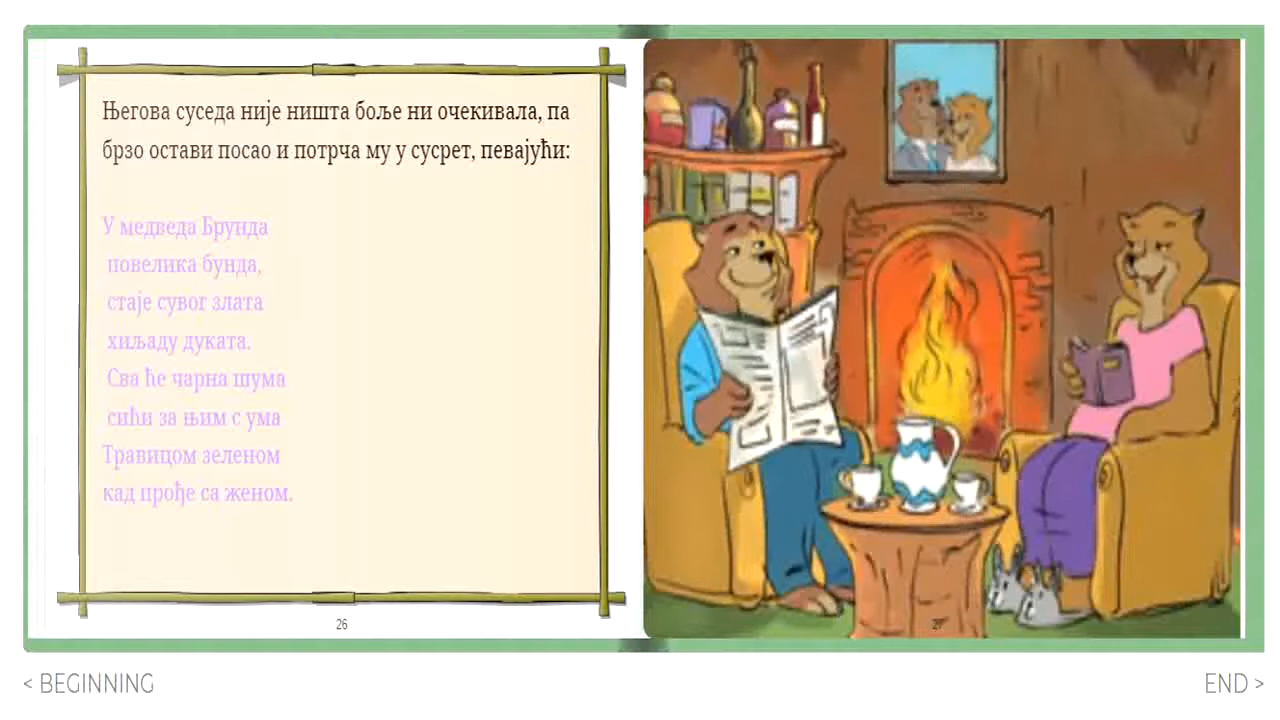 Његова суседа није ништа боље ни очекивала, па
брзо остави посао и потрча му у сусрет, певајући:
У медведа Брунда
повелика бунда,
стаје сувог злата
хиљаду дуката.
Сва ће чарна шума
сићи за њим с ума
Травицом зеленом
кад прође са женом.
26
27
< BEGINNING
END >